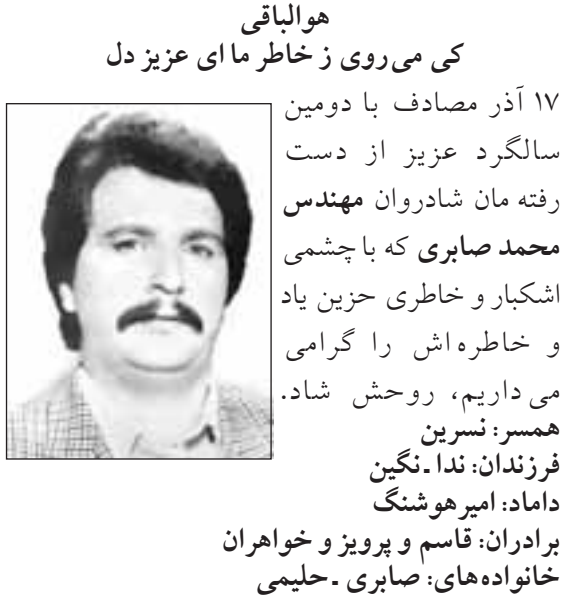 هوالباقی
کی می‌روی ز خاطر ما ای عزیز دل
۱۷ آذر مصادف با دومین
سالگرد عزیز از دست
رفته مان شادروان مهندس
محمد صابری که با چشمی
اشکبار و خاطری حزین یاد
و خاطره‌اش را گرامی
می‌داریم، روحش شاد.
همسر: نسرین
فرزندان: ندا ـ نگین
داماد: امیرهوشنگ
برادران: قاسم و پرویز و خواهران
خانواده‌های: صابری ـ حلیمی